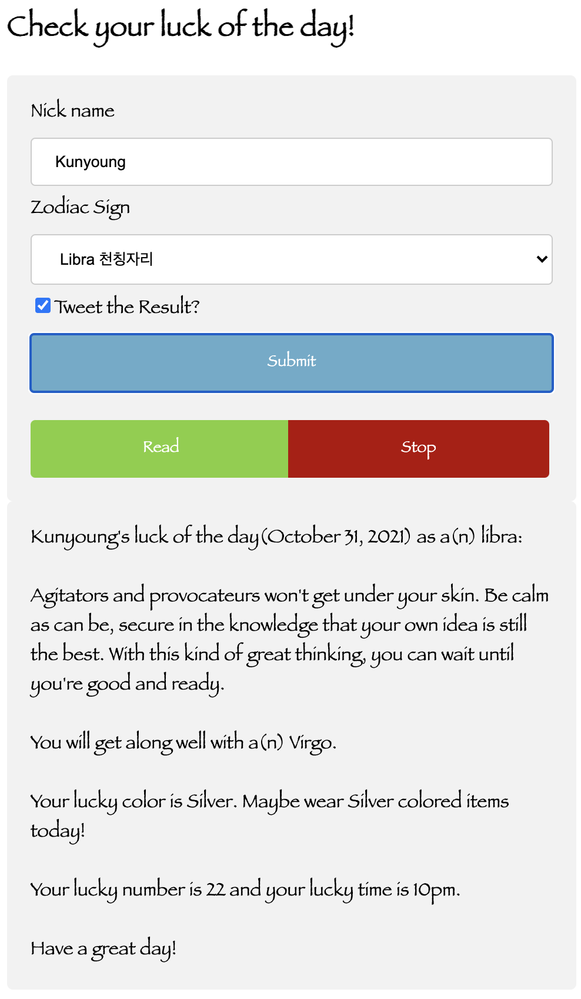 Check your luck of the day!
Nick name
Kunyoung
Zodiac Sign
Libra 천칭자리
Tweet the Result?
Submit
Read
Stop
Kunyoung's luck of the day(October 31, 2021) as a(n) libra:
Agitators and provocateurs won't get under your skin. Be calm
as can be, secure in the knowledge that your own idea is still
the best. With this kind of great thinking, you can wait until
you're good and ready.
You will get along well with a(n) Virgo.
Your lucky color is Silver. Maybe wear Silver colored items
today!
Your lucky number is 22 and your lucky time is 10pm.
Have a great day!